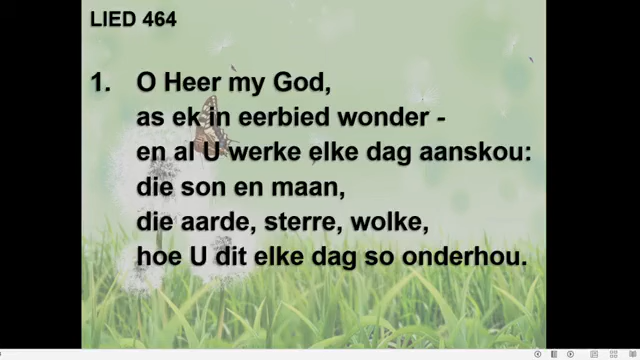 LIED 464
1. O Heer my God,
as ek in eerbied wonder -
en al U werke elke dag aanskou:
die son en maan,
die aarde, sterre, wolke,
hoe U dit elke dag so onderhou.